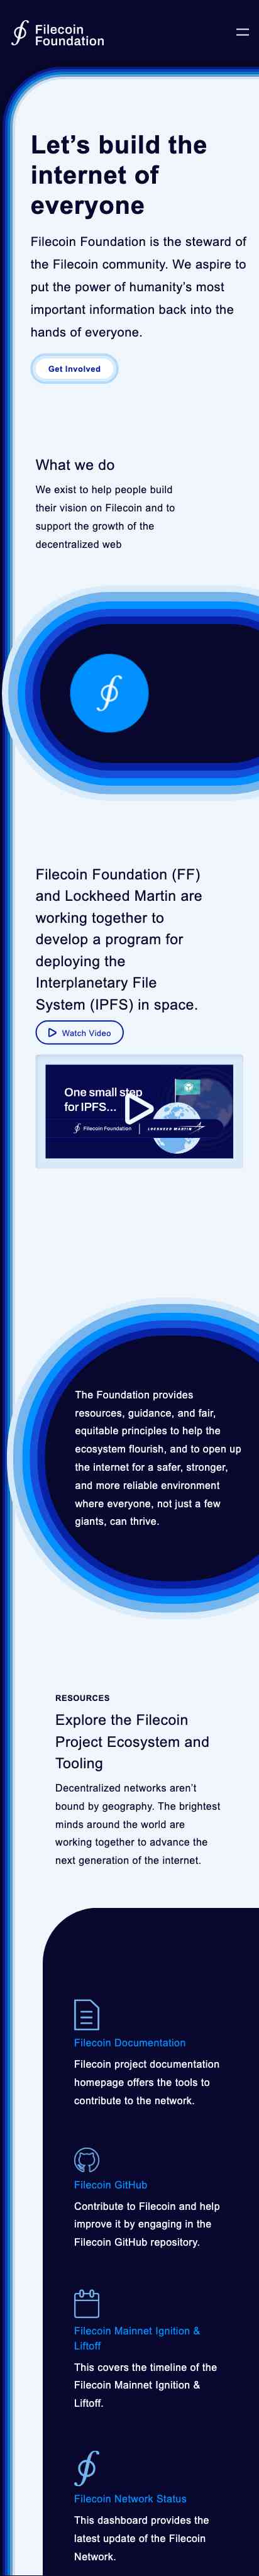 Filecoin
Foundation
Let’s build the
internet of
everyone
Filecoin Foundation is the steward of
the Filecoin community. We aspire to
put the power of humanity’s most
important information back into the
hands of everyone.
Get Involved
What we do
We exist to help people build
their vision on Filecoin and to
support the growth of the
decentralized web
Filecoin Foundation (FF)
and Lockheed Martin are
working together to
develop a program for
deploying the
Interplanetary File
System (IPFS) in space.
Watch Video
One small step
for IPFS...
Filecoin Foundation
LOCKHEED MARTIN
The Foundation provides
resources, guidance, and fair,
equitable principles to help the
ecosystem flourish, and to open up
the internet for a safer, stronger,
and more reliable environment
where everyone, not just a few
giants, can thrive.
RESOURCES
Explore the Filecoin
Project Ecosystem and
Tooling
Decentralized networks aren’t
bound by geography. The brightest
minds around the world are
working together to advance the
next generation of the internet.
Filecoin Documentation
Filecoin project documentation
homepage offers the tools to
contribute to the network.
Filecoin GitHub
Contribute to Filecoin and help
improve it by engaging in the
Filecoin GitHub repository.
Filecoin Mainnet Ignition &
Liftoff
This covers the timeline of the
Filecoin Mainnet Ignition &
Liftoff.
Filecoin Network Status
This dashboard provides the
latest update of the Filecoin
Network.